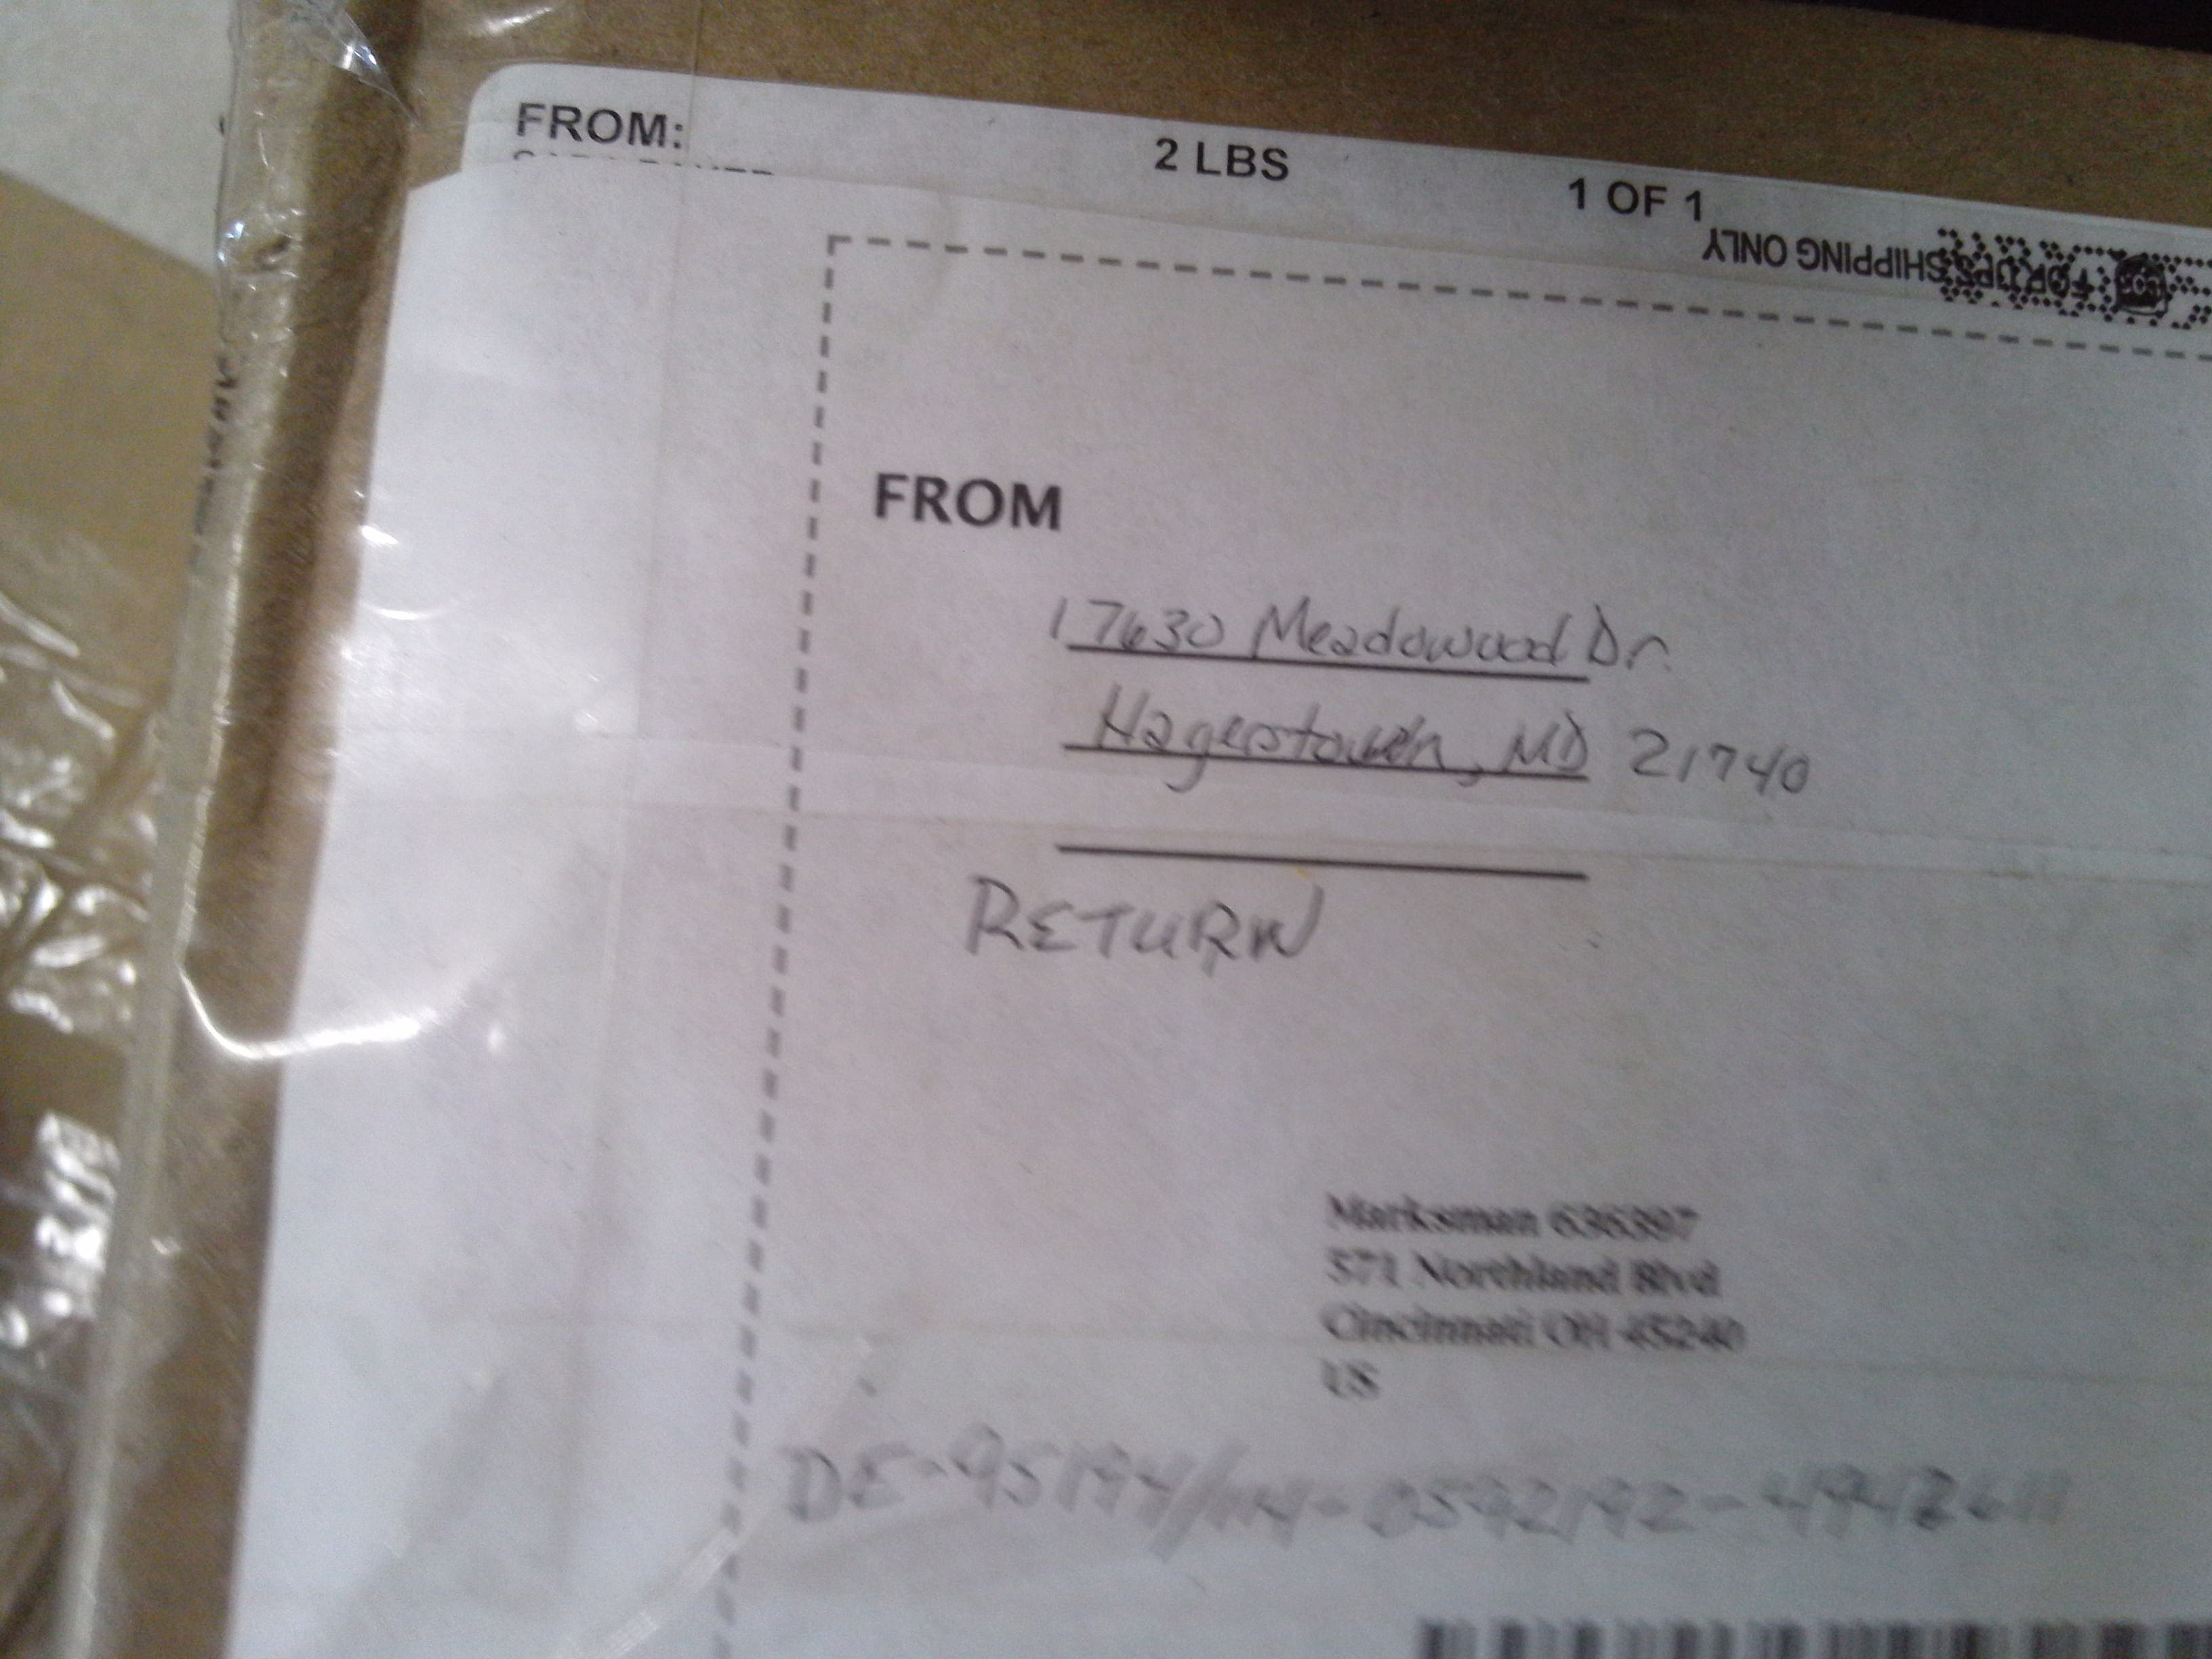 FROM:
2 LBS
1 OF 1
FOR UPS SHIPPING ONLY
FROM
17630 Meadowood Dr.
Hagerstown, MD 21740
RETURN
Marksman 636397
571 Northland Blvd
Cincinnati OH 45240
US